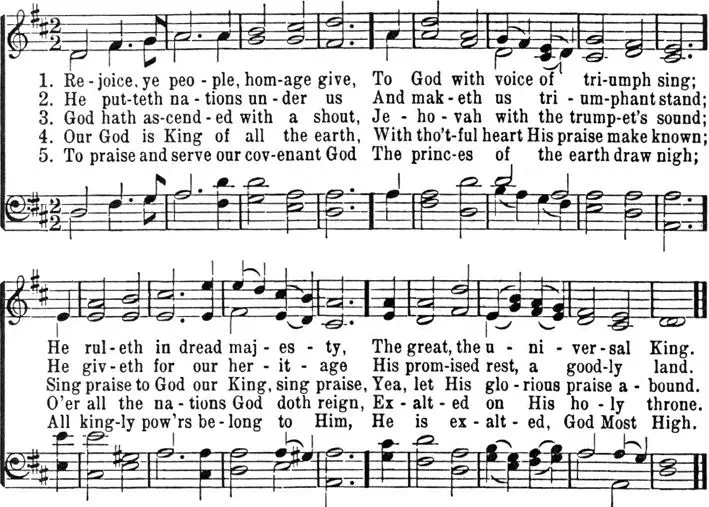 2 2
1. Re - joice, ye peo - ple, hom-age give, To God with voice of tri-umph sing;
2. He put-teth na - tions un - der us And mak - eth us tri - um-phant stand;
3. God hath as-cend-ed with a shout, Je - ho - vah with the trump-et's sound;
4. Our God is King of all the earth, With tho't-ful heart His praise make known;
5. To praise and serve our cov-enant God The princ-es of the earth draw nigh;
2 2
He rul-eth in dread maj - es - ty, The great, the u - ni - ver-sal King.
He giv-eth for our her - it - age His prom-ised rest, a good-ly land.
Sing praise to God our King, sing praise, Yea, let His glo - rious praise a - bound.
O'er all the na - tions God doth reign, Ex - alt - ed on His ho - ly throne.
All king-ly pow'rs be-long to Him, He is ex - alt - ed, God Most High.